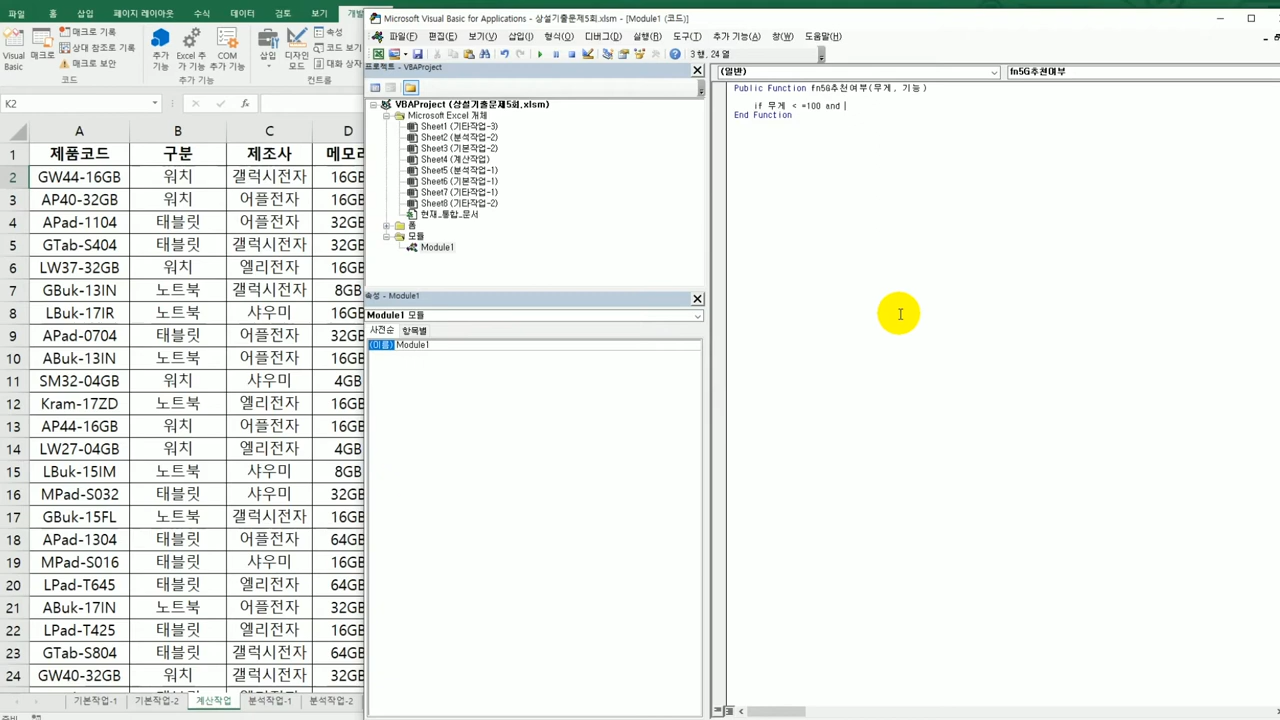 파일 홈 삽입 페이지 레이아웃 수식 데이터 검토 보기 개발
Microsoft Visual Basic for Applications - 상설기출문제5회.xlsm - [Module1 (코드)]
파일(F) 편집(E) 보기(V) 삽입(I) 형식(O) 디버그(D) 실행(R) 도구(T) 추가 기능(A) 창(W) 도움말(H)
3 행, 24 열
Visual Basic
매크로
매크로 기록
상대 참조로 기록
매크로 보안
코드
추가 기능
Excel 추가 기능
COM 추가 기능
추가 기능
삽입
디자인 모드
속성
코드 보기
대화 상자
컨트롤
K2
프로젝트 - VBAProject
VBAProject (상설기출문제5회.xlsm)
Microsoft Excel 개체
Sheet1 (기타작업-3)
Sheet2 (분석작업-2)
Sheet3 (기본작업-2)
Sheet4 (계산작업)
Sheet5 (분석작업-1)
Sheet6 (기본작업-1)
Sheet7 (기타작업-1)
Sheet8 (기타작업-2)
현재_통합_문서
폼
모듈
Module1
속성 - Module1
Module1 모듈
사전순 항목별
(이름) Module1
(일반) fn5G추천여부
Public Function fn5G추천여부(무게, 기능)
if 무게 < =100 and
End Function
A B C D
1 제품코드 구분 제조사 메모리
2 GW44-16GB 워치 갤럭시전자 16GB
3 AP40-32GB 워치 어플전자 16GB
4 APad-1104 태블릿 어플전자 32GB
5 GTab-S404 태블릿 갤럭시전자 32GB
6 LW37-32GB 워치 엘리전자 16GB
7 GBuk-13IN 노트북 갤럭시전자 8GB
8 LBuk-17IR 노트북 샤우미 16GB
9 APad-0704 태블릿 어플전자 16GB
10 ABuk-13IN 노트북 어플전자 16GB
11 SM32-04GB 워치 샤우미 4GB
12 Kram-17ZD 노트북 엘리전자 16GB
13 AP44-16GB 워치 어플전자 16GB
14 LW27-04GB 워치 엘리전자 4GB
15 LBuk-15IM 노트북 샤우미 8GB
16 MPad-S032 태블릿 샤우미 32GB
17 GBuk-15FL 노트북 갤럭시전자 16GB
18 APad-1304 태블릿 어플전자 64GB
19 MPad-S016 태블릿 샤우미 16GB
20 LPad-T645 태블릿 엘리전자 64GB
21 ABuk-17IN 노트북 어플전자 32GB
22 LPad-T425 태블릿 엘리전자 16GB
23 GTab-S804 태블릿 갤럭시전자 64GB
24 GW40-32GB 워치 갤럭시전자 16GB
기본작업-1 기본작업-2 계산작업 분석작업-1 분석작업-2